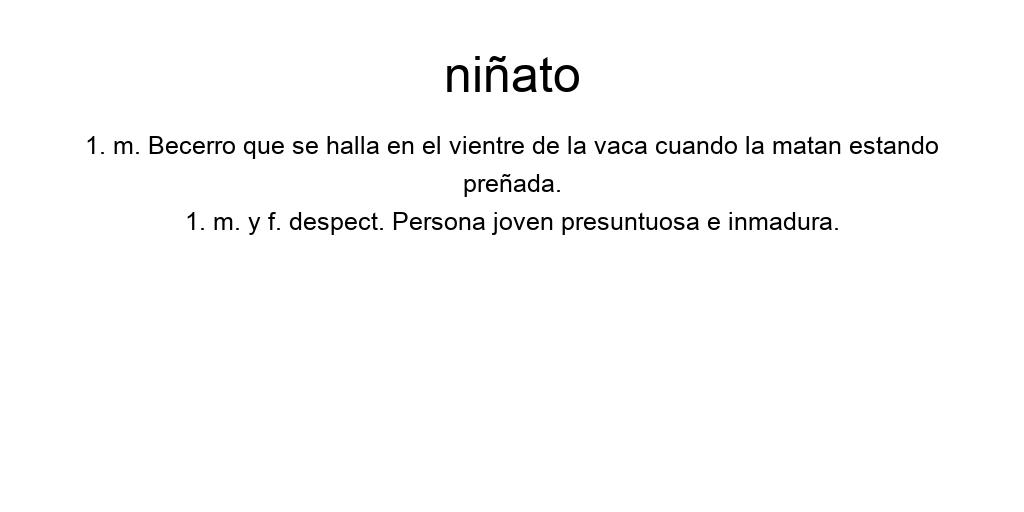 niñato
1. m. Becerro que se halla en el vientre de la vaca cuando la matan estando
preñada.
1. m. y f. despect. Persona joven presuntuosa e inmadura.